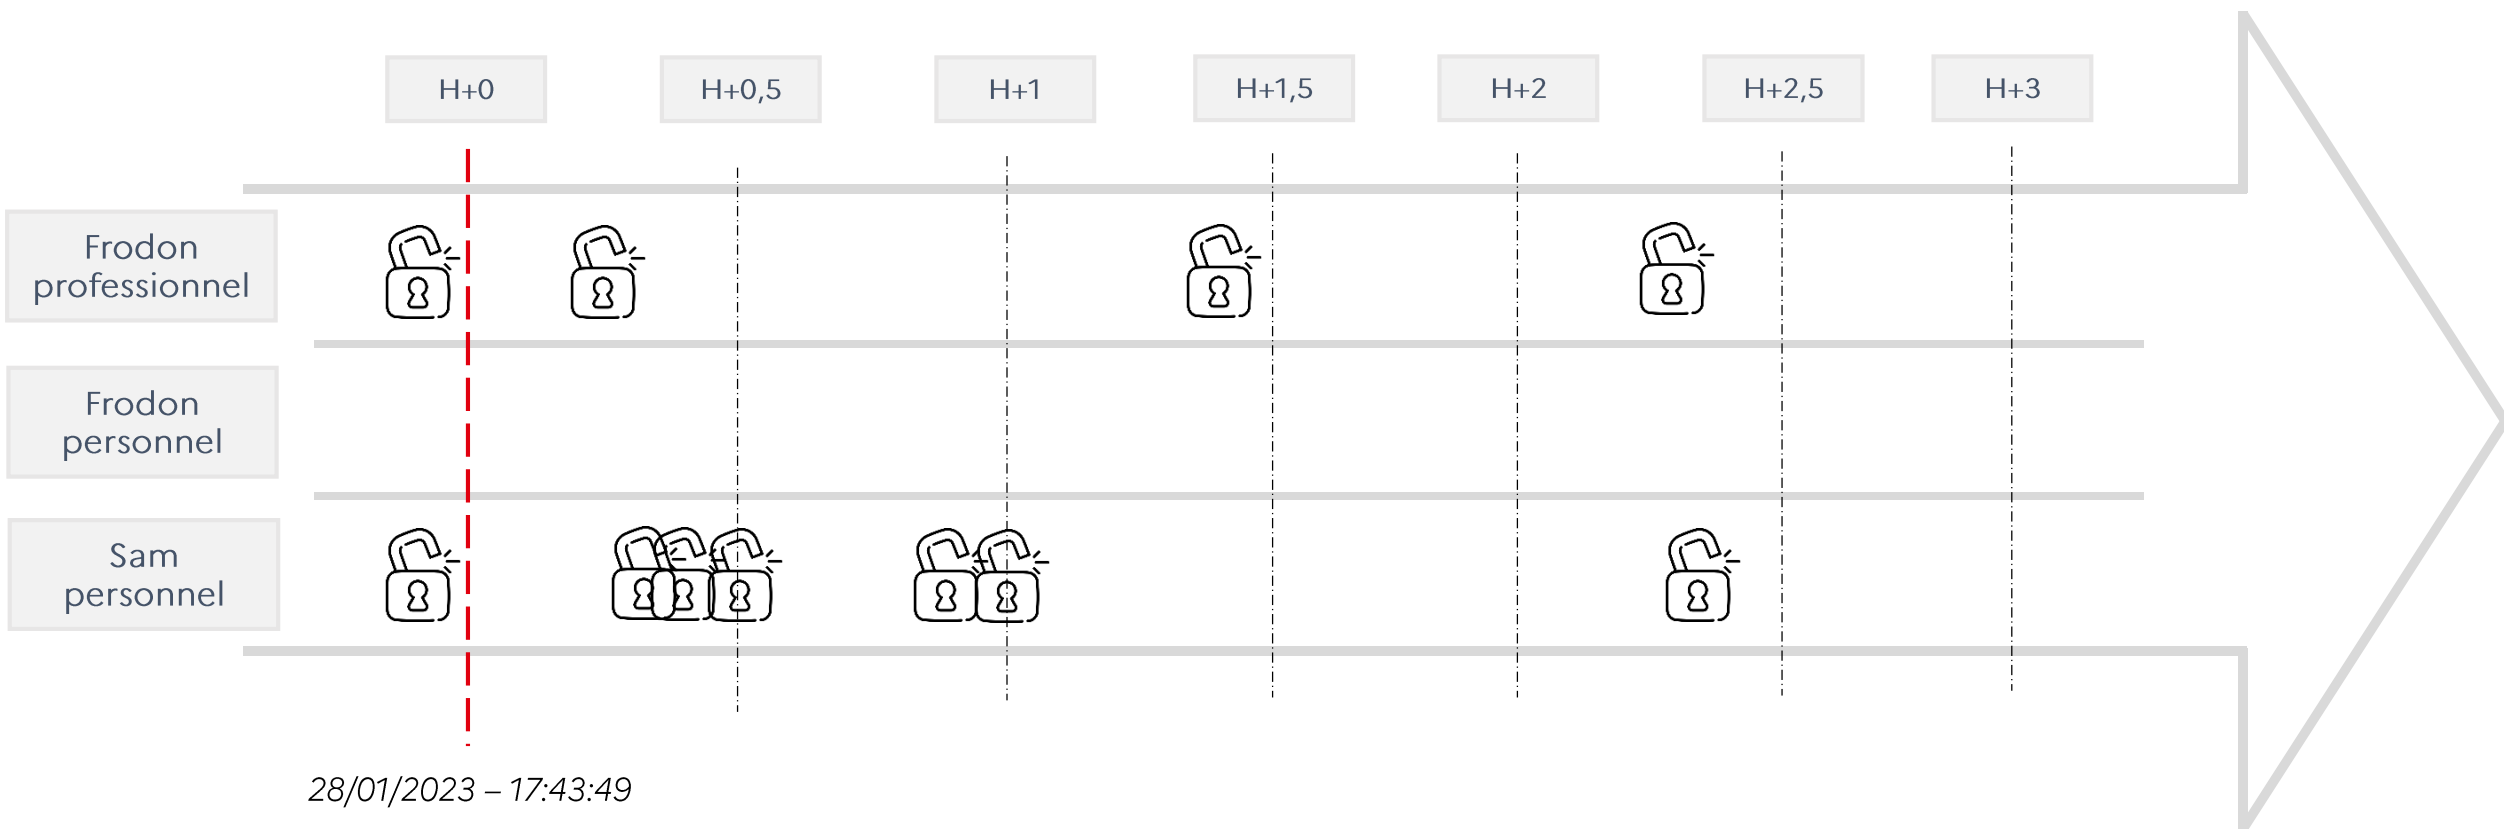 H+0
H+0,5
H+1
H+1,5
H+2
H+2,5
H+3
Frodon
professionnel
Frodon
personnel
Sam
personnel
28/01/2023 – 17:43:49